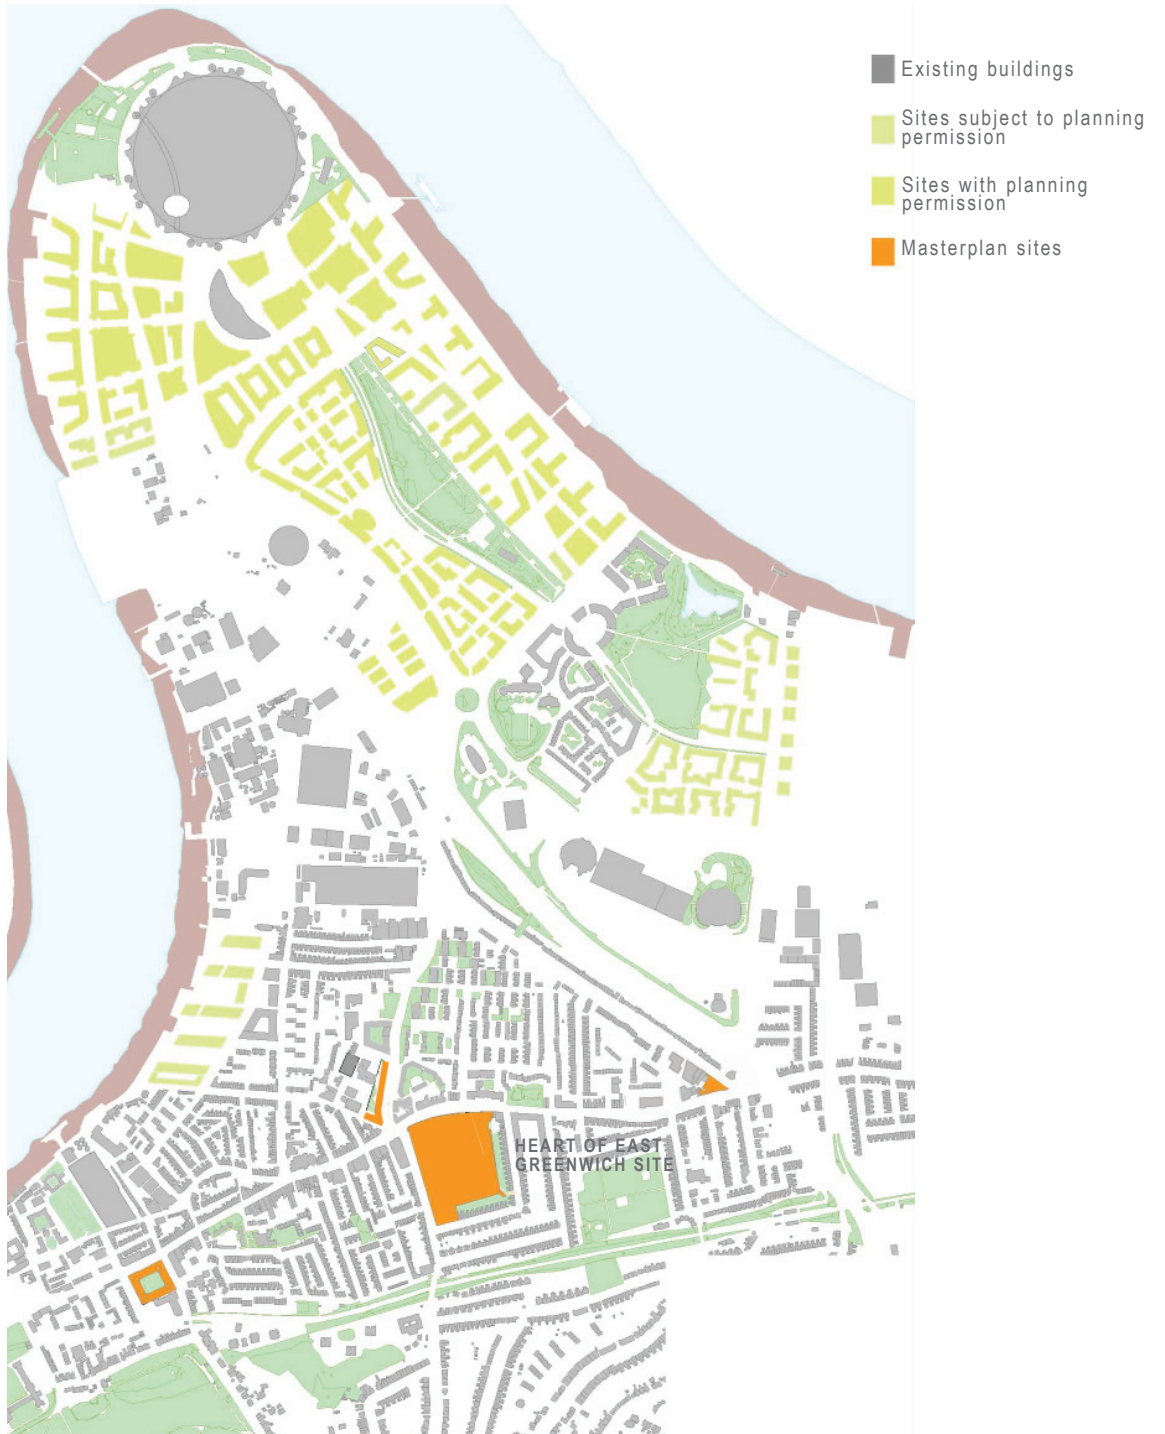 Existing buildings
Sites subject to planning
permission
Sites with planning
permission
Masterplan sites
HEART OF EAST
GREENWICH SITE